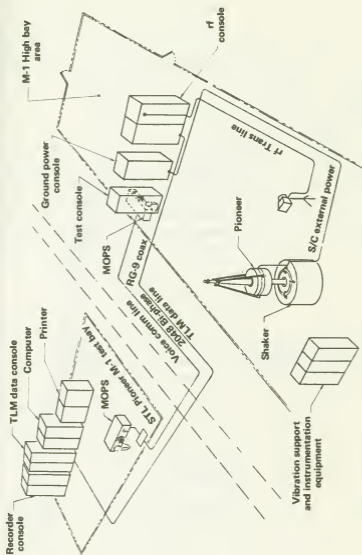 Recorder
console
TLM data console
Computer
Printer
MOPS
STL Pioneer M-1 test bay
M-1 High bay
area
Ground power
console
Test console
MOPS
rf
console
RG-9 coax
Voice comm line
2048 Bi-phase
TLM data line
rf Trans line
S/C external power
Pioneer
Shaker
Vibration support
and instrumentation
equipment